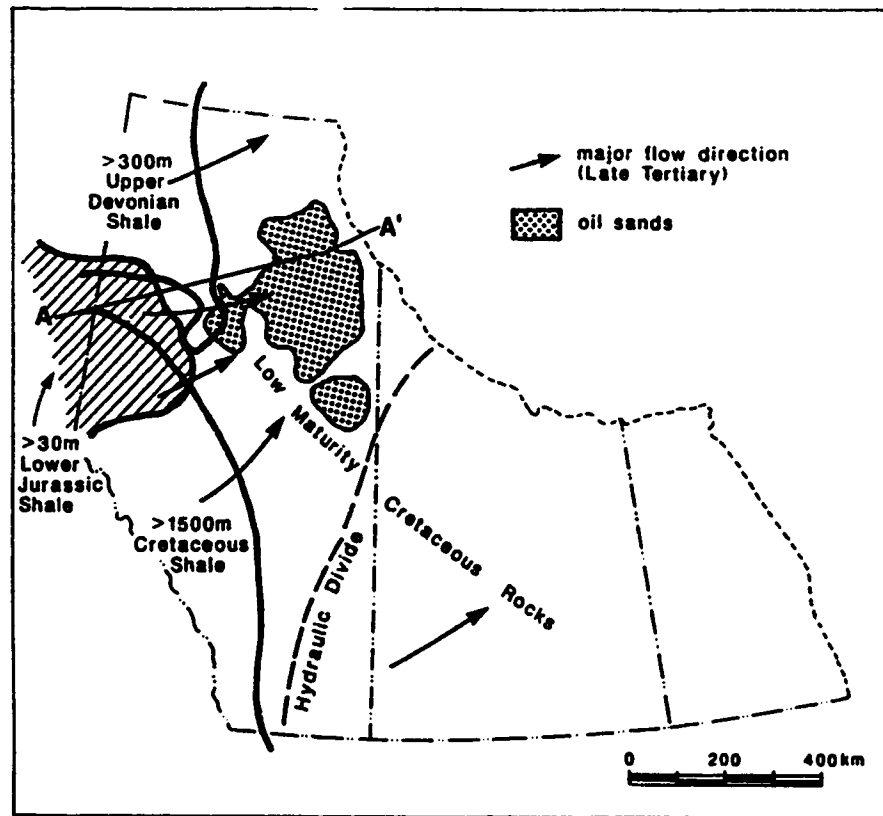 major flow direction
(Late Tertiary)
oil sands
>300m
Upper
Devonian
Shale
A'
A
>30m
Lower
Jurassic
Shale
>1500m
Cretaceous
Shale
Low Maturity Cretaceous Rocks
Hydraulic Divide
0 200 400km